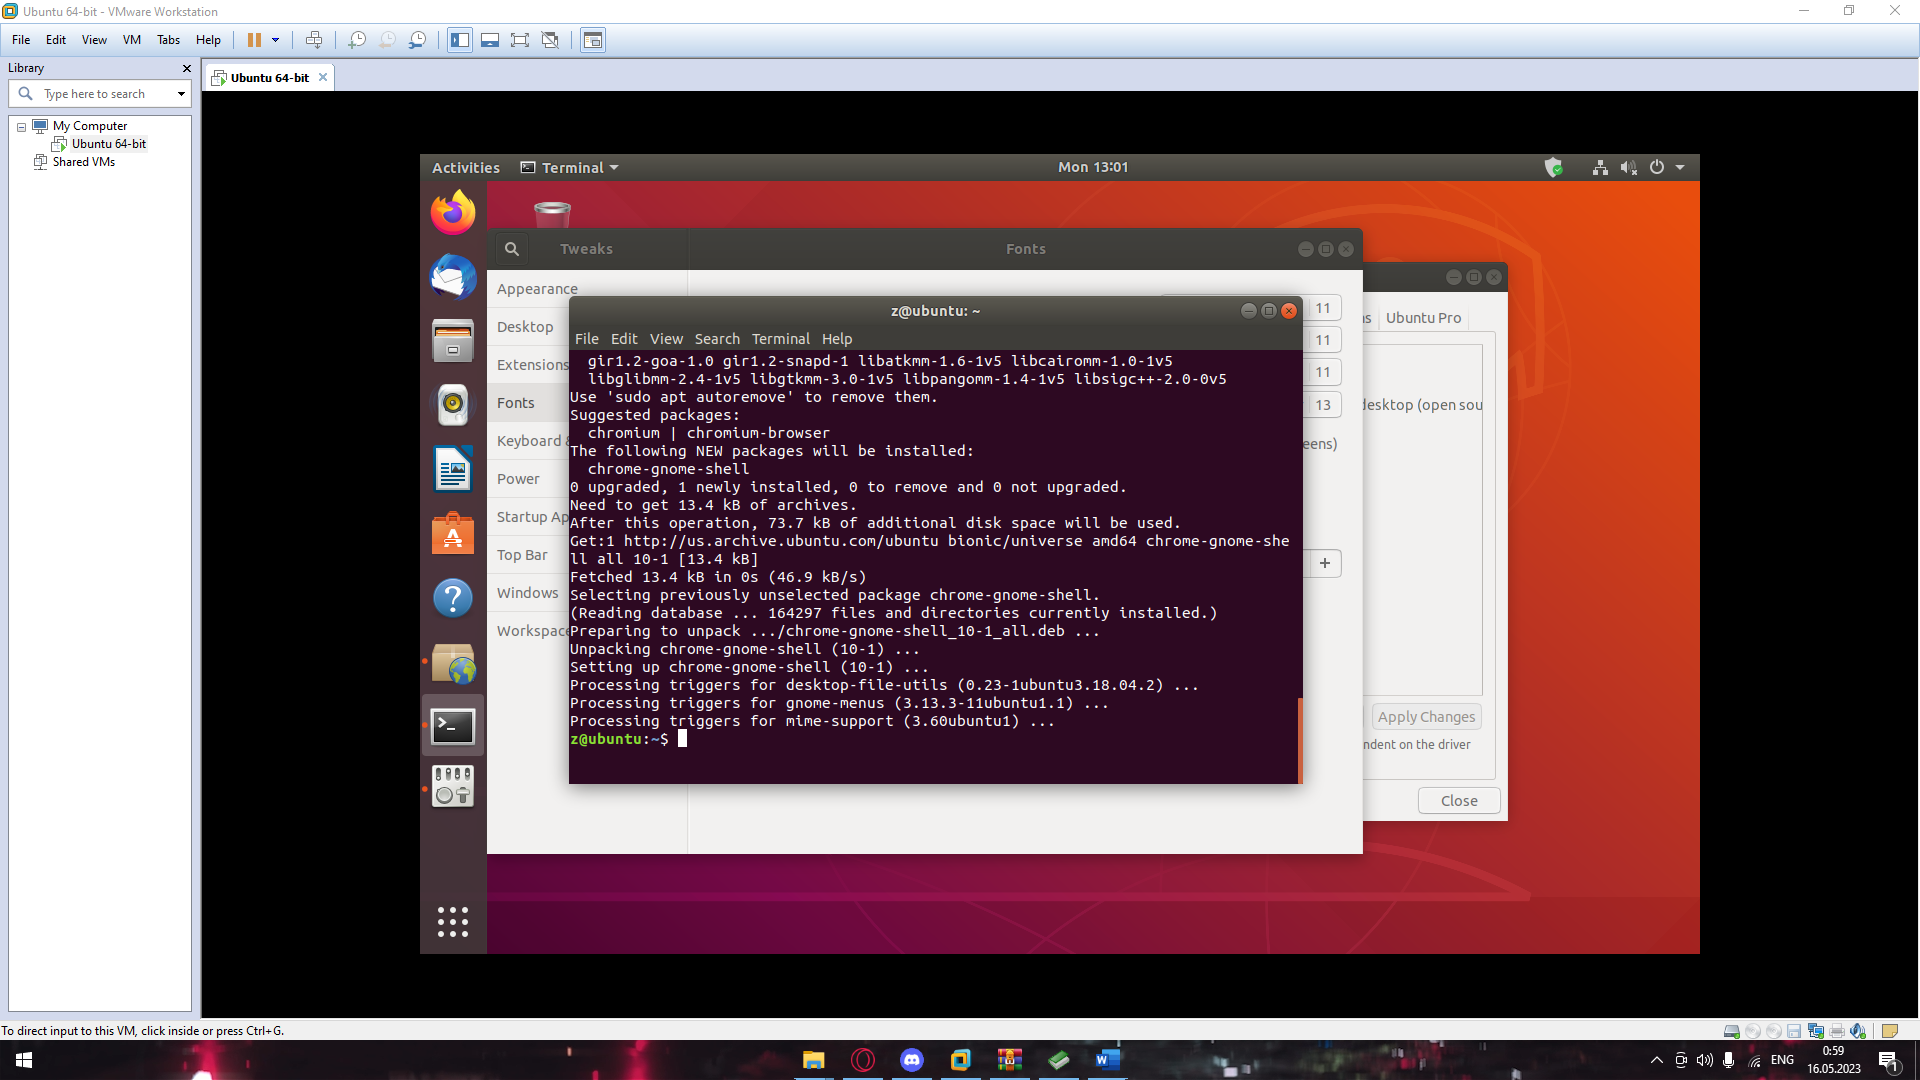 Ubuntu 64-bit - VMware Workstation
File Edit View VM Tabs Help
Library
Type here to search
My Computer
Ubuntu 64-bit
Shared VMs
Ubuntu 64-bit
Activities Terminal Mon 13:01
Tweaks Fonts
Appearance
Desktop
Extensions
Fonts
Keyboard &
Power
Startup Ap
Top Bar
Windows
Workspace
11
11
11
13
eens)
+
z@ubuntu: ~
File Edit View Search Terminal Help
gir1.2-goa-1.0 gir1.2-snapd-1 libatkmm-1.6-1v5 libcairomm-1.0-1v5
libglibmm-2.4-1v5 libgtkmm-3.0-1v5 libpangomm-1.4-1v5 libsigc++-2.0-0v5
Use 'sudo apt autoremove' to remove them.
Suggested packages:
chromium | chromium-browser
The following NEW packages will be installed:
chrome-gnome-shell
0 upgraded, 1 newly installed, 0 to remove and 0 not upgraded.
Need to get 13.4 kB of archives.
After this operation, 73.7 kB of additional disk space will be used.
Get:1 http://us.archive.ubuntu.com/ubuntu bionic/universe amd64 chrome-gnome-she
ll all 10-1 [13.4 kB]
Fetched 13.4 kB in 0s (46.9 kB/s)
Selecting previously unselected package chrome-gnome-shell.
(Reading database ... 164297 files and directories currently installed.)
Preparing to unpack .../chrome-gnome-shell_10-1_all.deb ...
Unpacking chrome-gnome-shell (10-1) ...
Setting up chrome-gnome-shell (10-1) ...
Processing triggers for desktop-file-utils (0.23-1ubuntu3.18.04.2) ...
Processing triggers for gnome-menus (3.13.3-11ubuntu1.1) ...
Processing triggers for mime-support (3.60ubuntu1) ...
z@ubuntu:~$
ns Ubuntu Pro
desktop (open sou
Apply Changes
ndent on the driver
Close
To direct input to this VM, click inside or press Ctrl+G.
ENG
0:59
16.05.2023
1